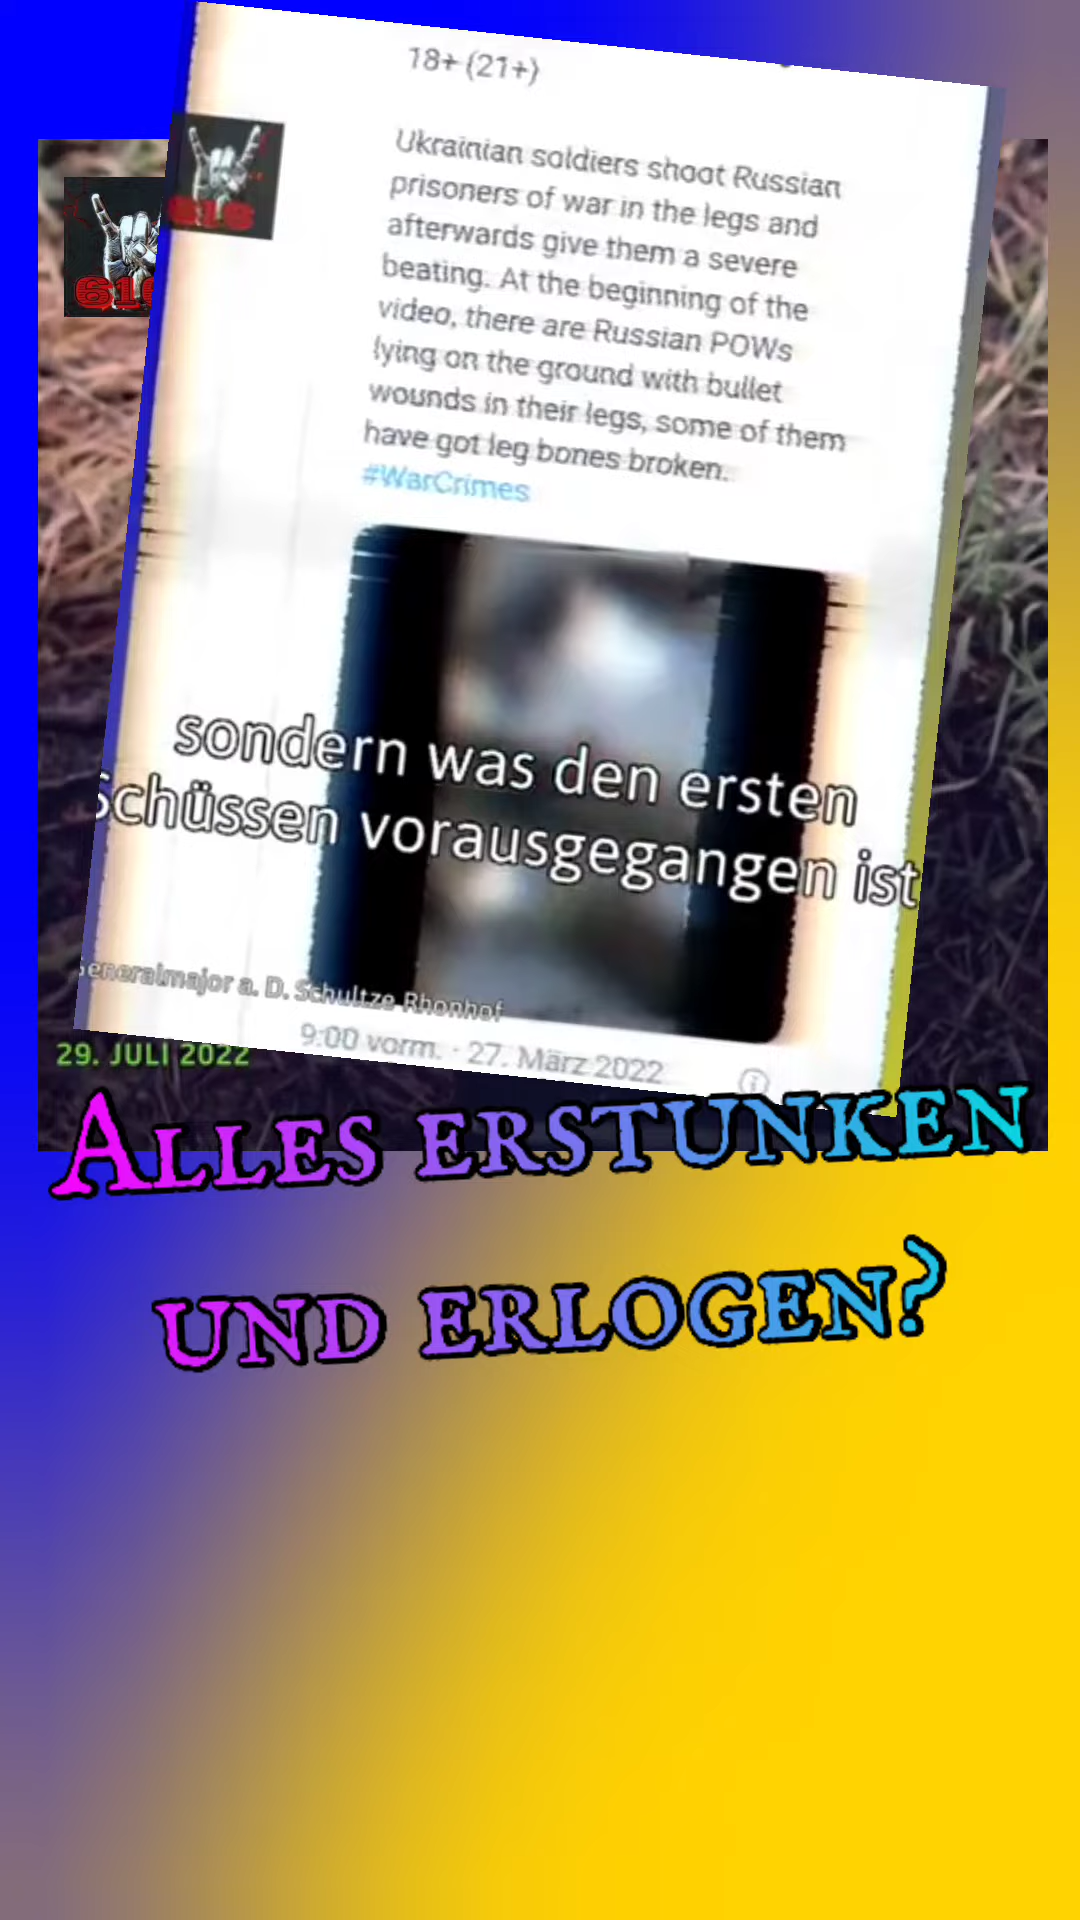 18+ (21+)
616
Ukrainian soldiers shoot Russian
prisoners of war in the legs and
afterwards give them a severe
beating. At the beginning of the
video, there are Russian POWs
lying on the ground with bullet
wounds in their legs, some of them
have got leg bones broken.
#WarCrimes
616
sondern was den ersten
Schüssen vorausgegangen ist
Generalmajor a. D. Schultze-Rhonhof
9:00 vorm. · 27. März 2022
29. JULI 2022
ALLES ERSTUNKEN
UND ERLOGEN?